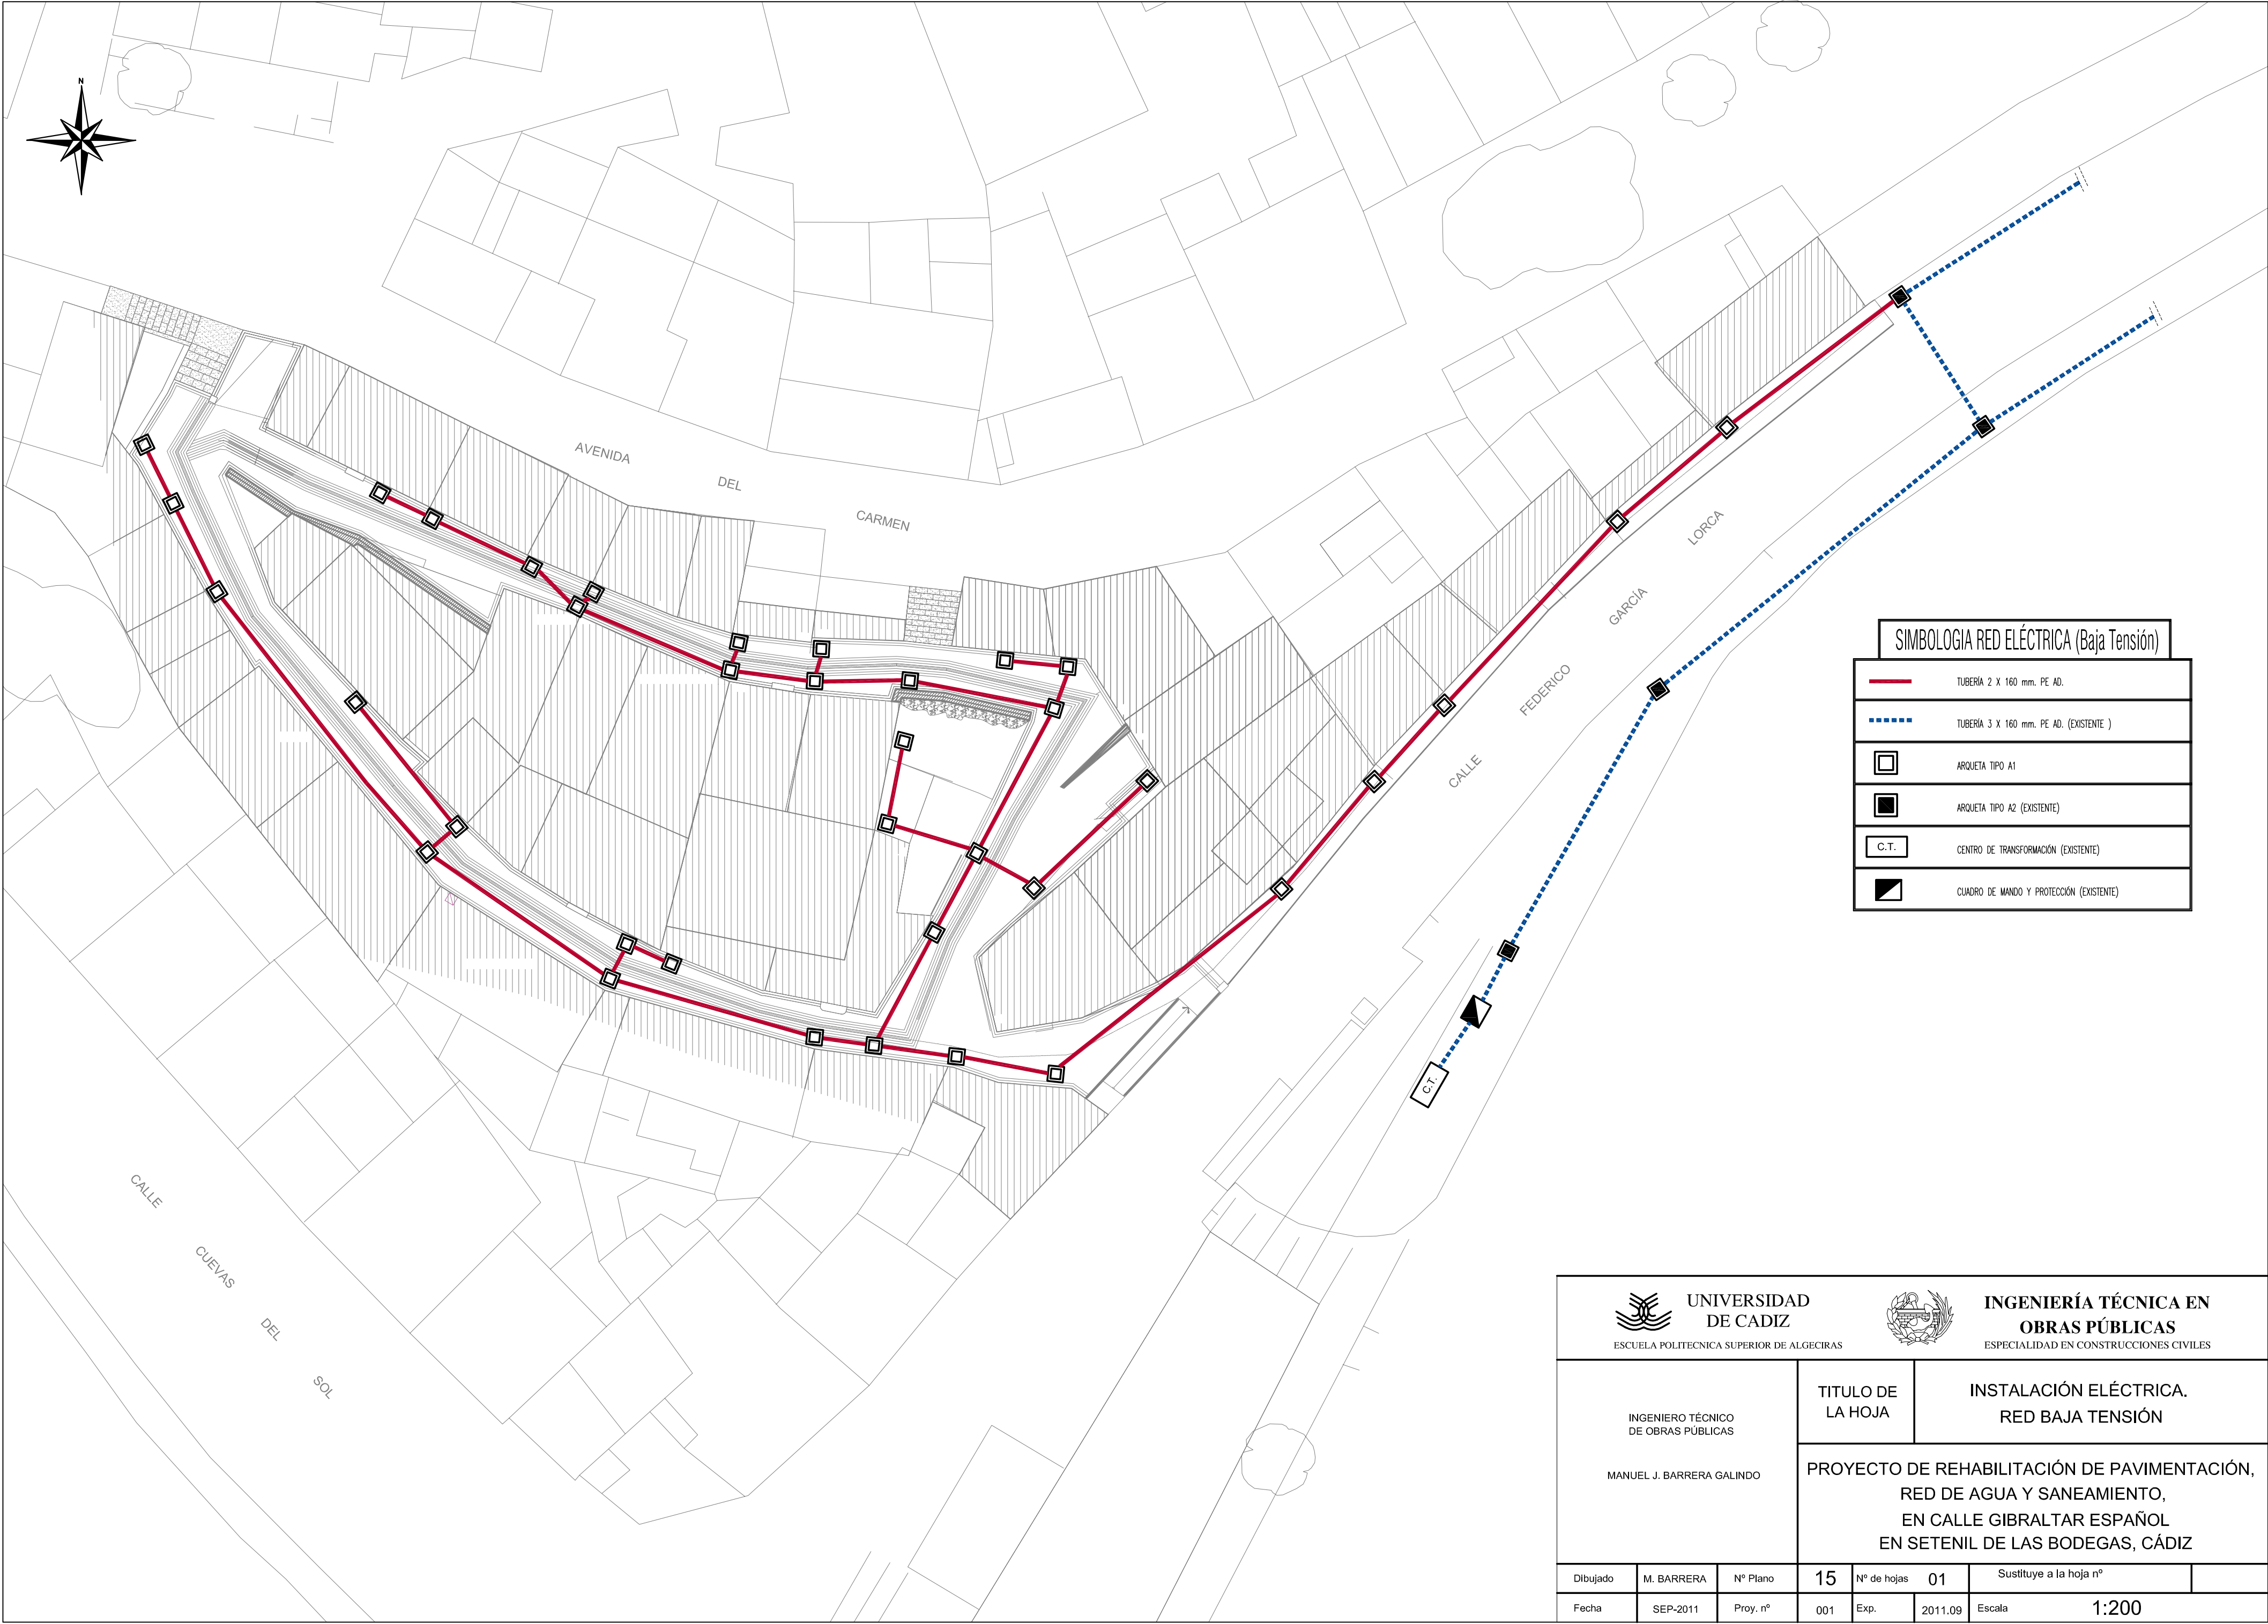 N
AVENIDA
DEL
CARMEN
LORCA
GARCÍA
FEDERICO
CALLE
C.T.
CALLE
CUEVAS
DEL
SOL
SIMBOLOGIA RED ELÉCTRICA (Baja Tensión)
TUBERÍA 2 X 160 mm. PE AD.
TUBERÍA 3 X 160 mm. PE AD. (EXISTENTE )
ARQUETA TIPO A1
ARQUETA TIPO A2 (EXISTENTE)
C.T. CENTRO DE TRANSFORMACIÓN (EXISTENTE)
CUADRO DE MANDO Y PROTECCIÓN (EXISTENTE)
UNIVERSIDAD
DE CADIZ
ESCUELA POLITECNICA SUPERIOR DE ALGECIRAS
INGENIERÍA TÉCNICA EN
OBRAS PÚBLICAS
ESPECIALIDAD EN CONSTRUCCIONES CIVILES
INGENIERO TÉCNICO
DE OBRAS PÚBLICAS
MANUEL J. BARRERA GALINDO
TITULO DE
LA HOJA
INSTALACIÓN ELÉCTRICA.
RED BAJA TENSIÓN
PROYECTO DE REHABILITACIÓN DE PAVIMENTACIÓN,
RED DE AGUA Y SANEAMIENTO,
EN CALLE GIBRALTAR ESPAÑOL
EN SETENIL DE LAS BODEGAS, CÁDIZ
Dibujado M. BARRERA Nº Plano 15 Nº de hojas 01 Sustituye a la hoja nº
Fecha SEP-2011 Proy. nº 001 Exp. 2011.09 Escala 1:200